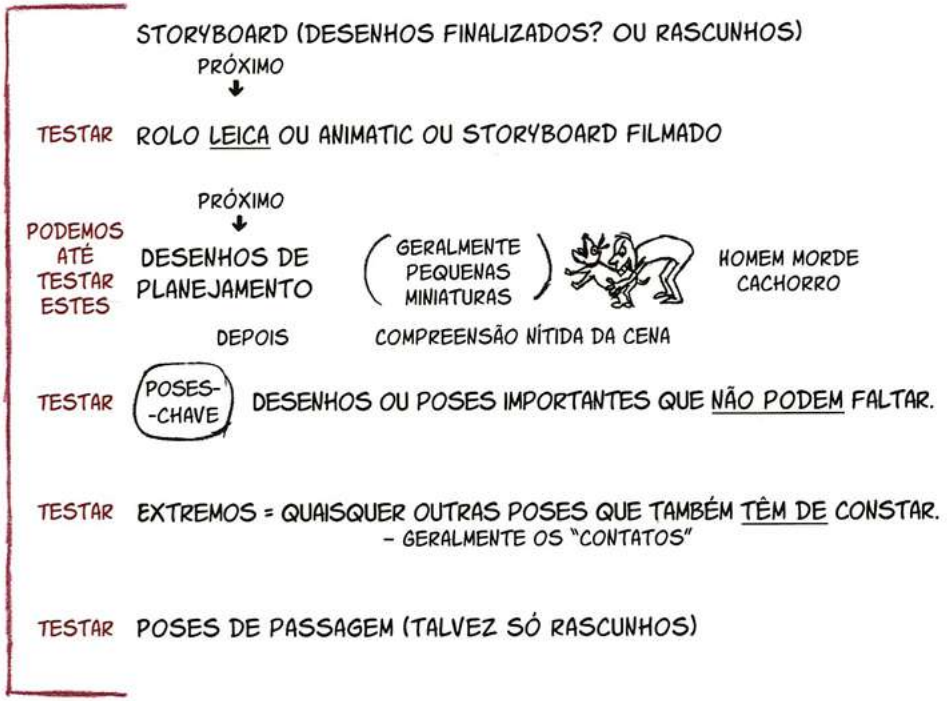 STORYBOARD (DESENHOS FINALIZADOS? OU RASCUNHOS)
PRÓXIMO
TESTAR ROLO LEICA OU ANIMATIC OU STORYBOARD FILMADO
PRÓXIMO
PODEMOS
ATÉ
TESTAR
ESTES
DESENHOS DE
PLANEJAMENTO
(GERALMENTE
PEQUENAS
MINIATURAS)
HOMEM MORDE
CACHORRO
DEPOIS COMPREENSÃO NÍTIDA DA CENA
TESTAR
POSES-
-CHAVE
DESENHOS OU POSES IMPORTANTES QUE NÃO PODEM FALTAR.
TESTAR EXTREMOS = QUAISQUER OUTRAS POSES QUE TAMBÉM TÊM DE CONSTAR.
– GERALMENTE OS "CONTATOS"
TESTAR POSES DE PASSAGEM (TALVEZ SÓ RASCUNHOS)